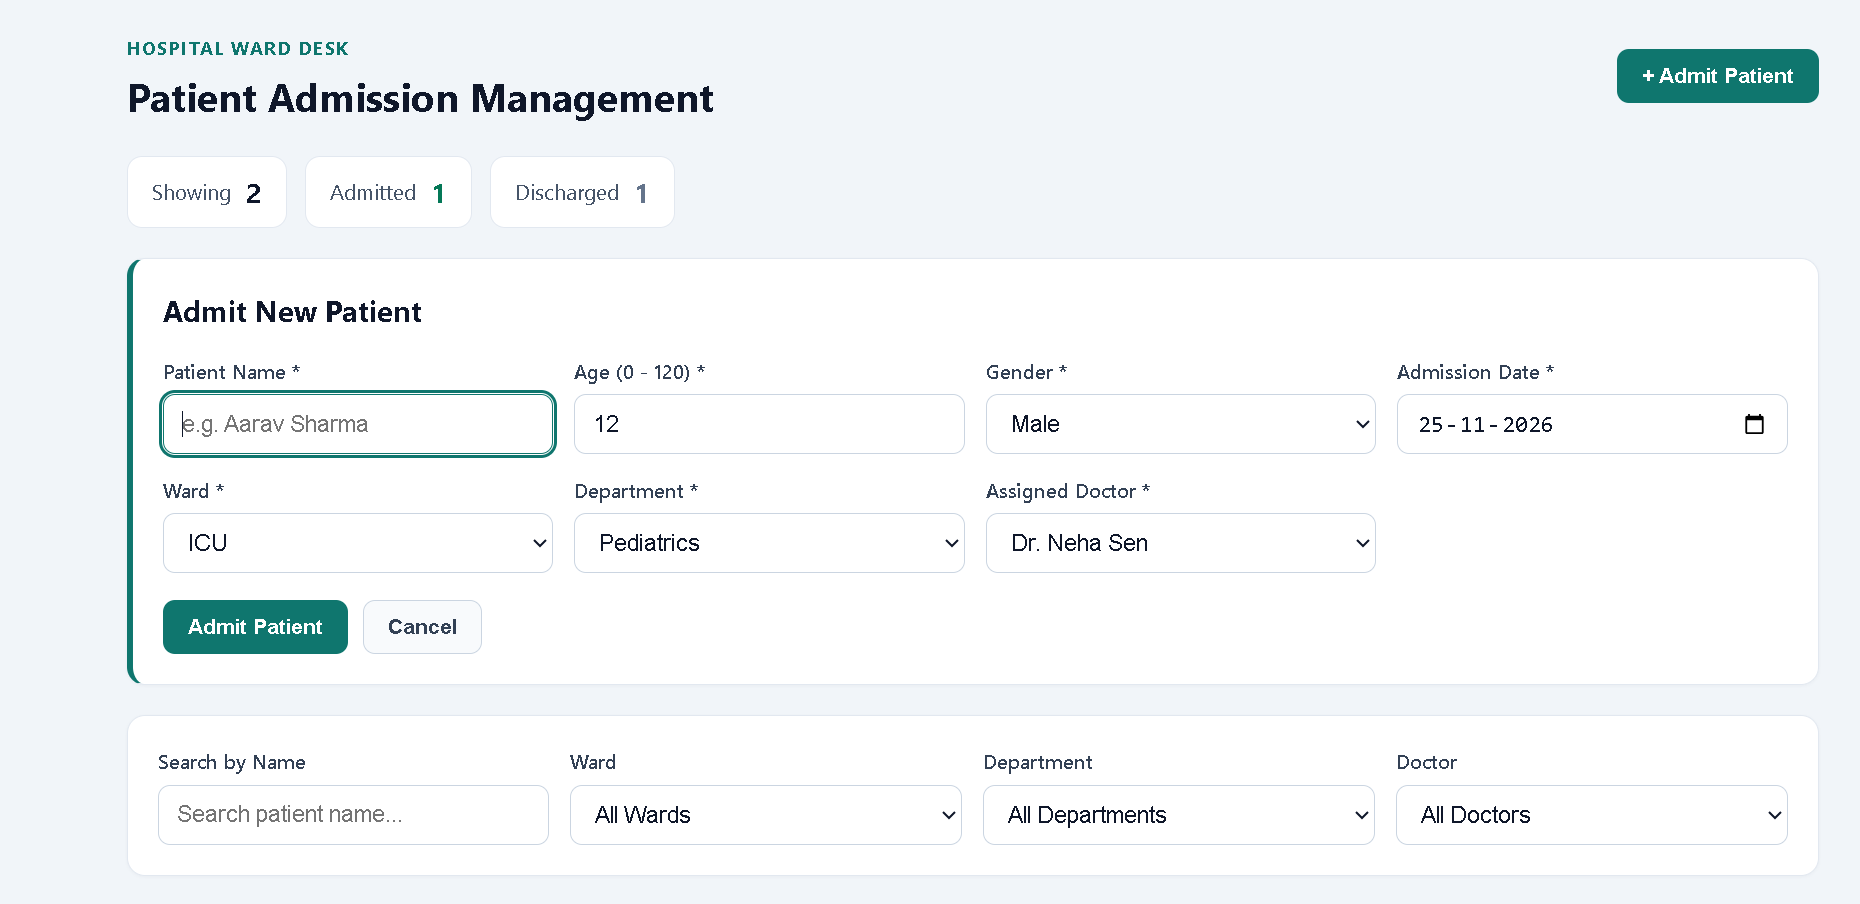 HOSPITAL WARD DESK
Patient Admission Management
+ Admit Patient
Showing 2
Admitted 1
Discharged 1
Admit New Patient
Patient Name *
Age (0 - 120) *
Gender *
Admission Date *
e.g. Aarav Sharma
12
Male
25-11-2026
Ward *
Department *
Assigned Doctor *
ICU
Pediatrics
Dr. Neha Sen
Admit Patient
Cancel
Search by Name
Ward
Department
Doctor
Search patient name...
All Wards
All Departments
All Doctors